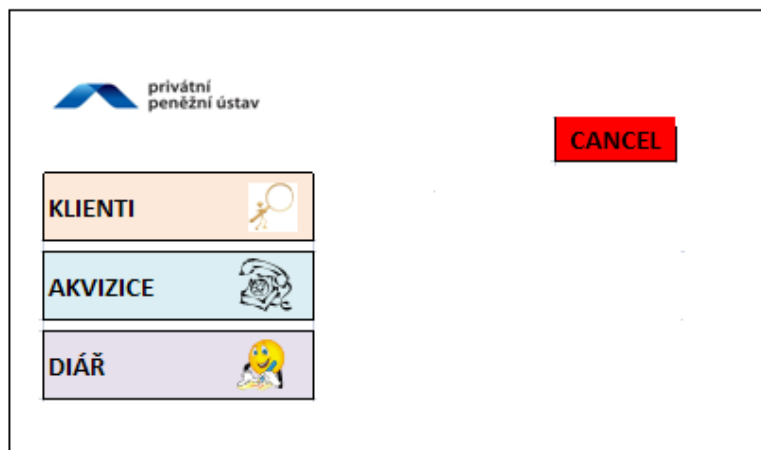 privátní
peněžní ústav
CANCEL
KLIENTI
AKVIZICE
DIÁŘ